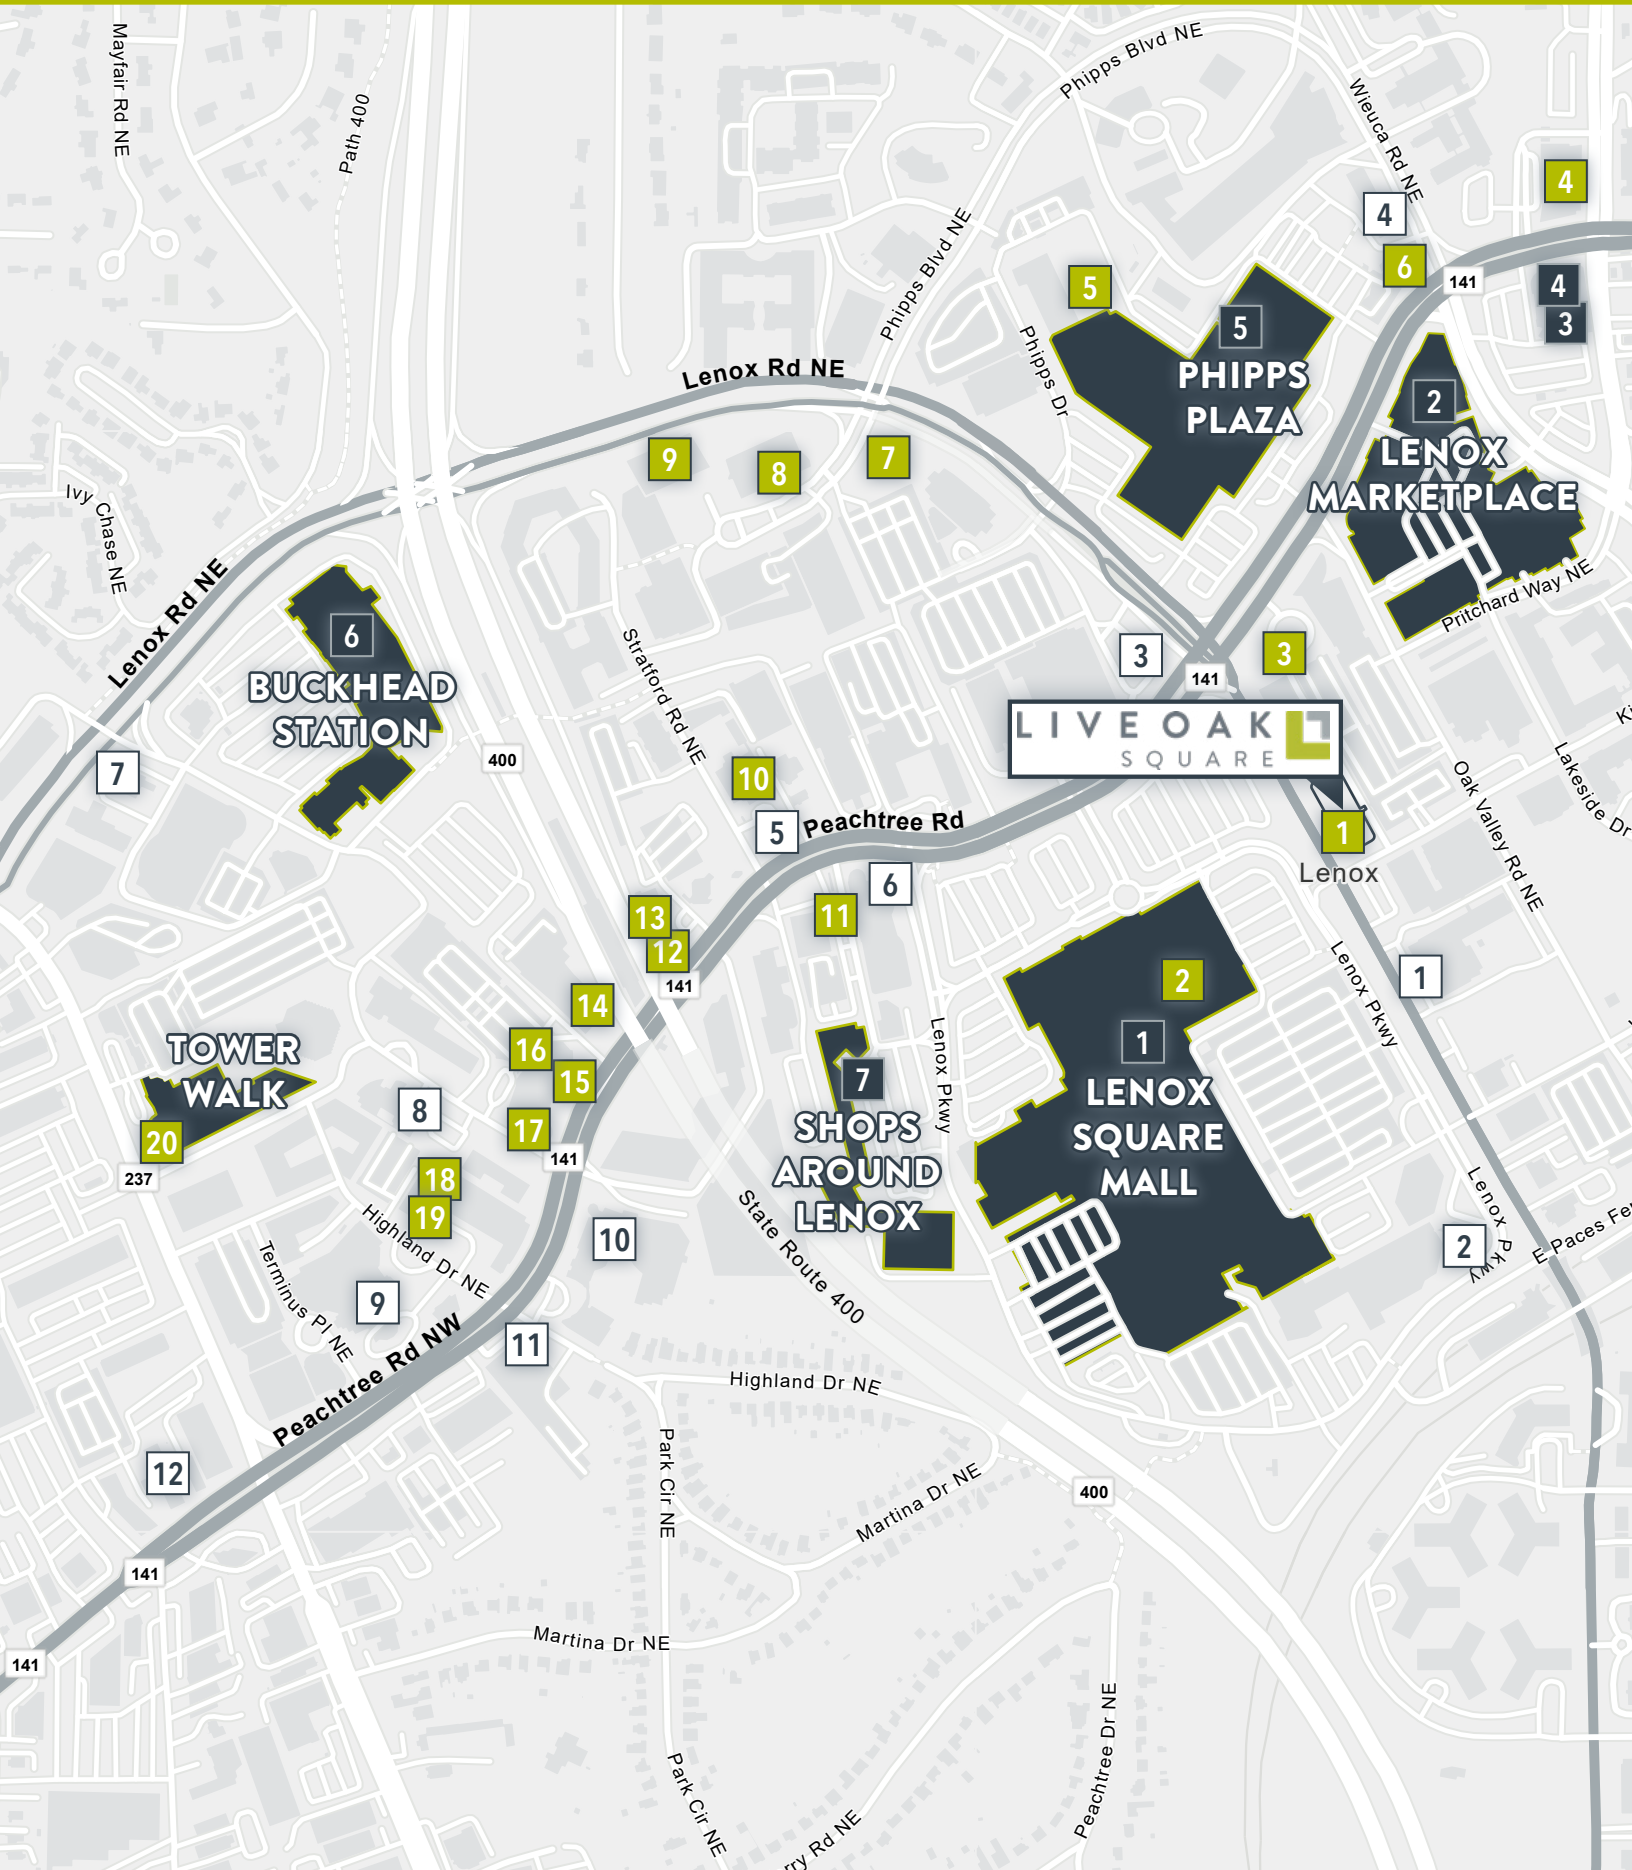 Mayfair Rd NE
Path 400
Phipps Blvd NE
Wieuca Rd NE
4
4
Phipps Blvd NE
6
141
4
3
5
5
PHIPPS
PLAZA
Phipps Dr
Lenox Rd NE
2
LENOX
MARKETPLACE
9
8
7
Ivy Chase NE
Lenox Rd NE
Pritchard Way NE
6
BUCKHEAD
STATION
Stratford Rd NE
3
3
141
LIVE OAK
SQUARE
7
400
10
5
Peachtree Rd
1
Lenox
Oak Valley Rd NE
Lakeside Dr
6
11
13
12
141
14
2
1
Lenox Pkwy
1
LENOX
SQUARE
MALL
16
15
17
141
TOWER
WALK
20
237
8
18
19
Highland Dr NE
7
SHOPS
AROUND
LENOX
Lenox Pkwy
State Route 400
10
Lenox Pkwy
2
E Paces Fe
Terminus Pl NE
9
11
Peachtree Rd NW
Highland Dr NE
12
Park Cir NE
Martina Dr NE
400
141
Martina Dr NE
141
Peachtree Dr NE
Park Cir NE
rry Rd NE